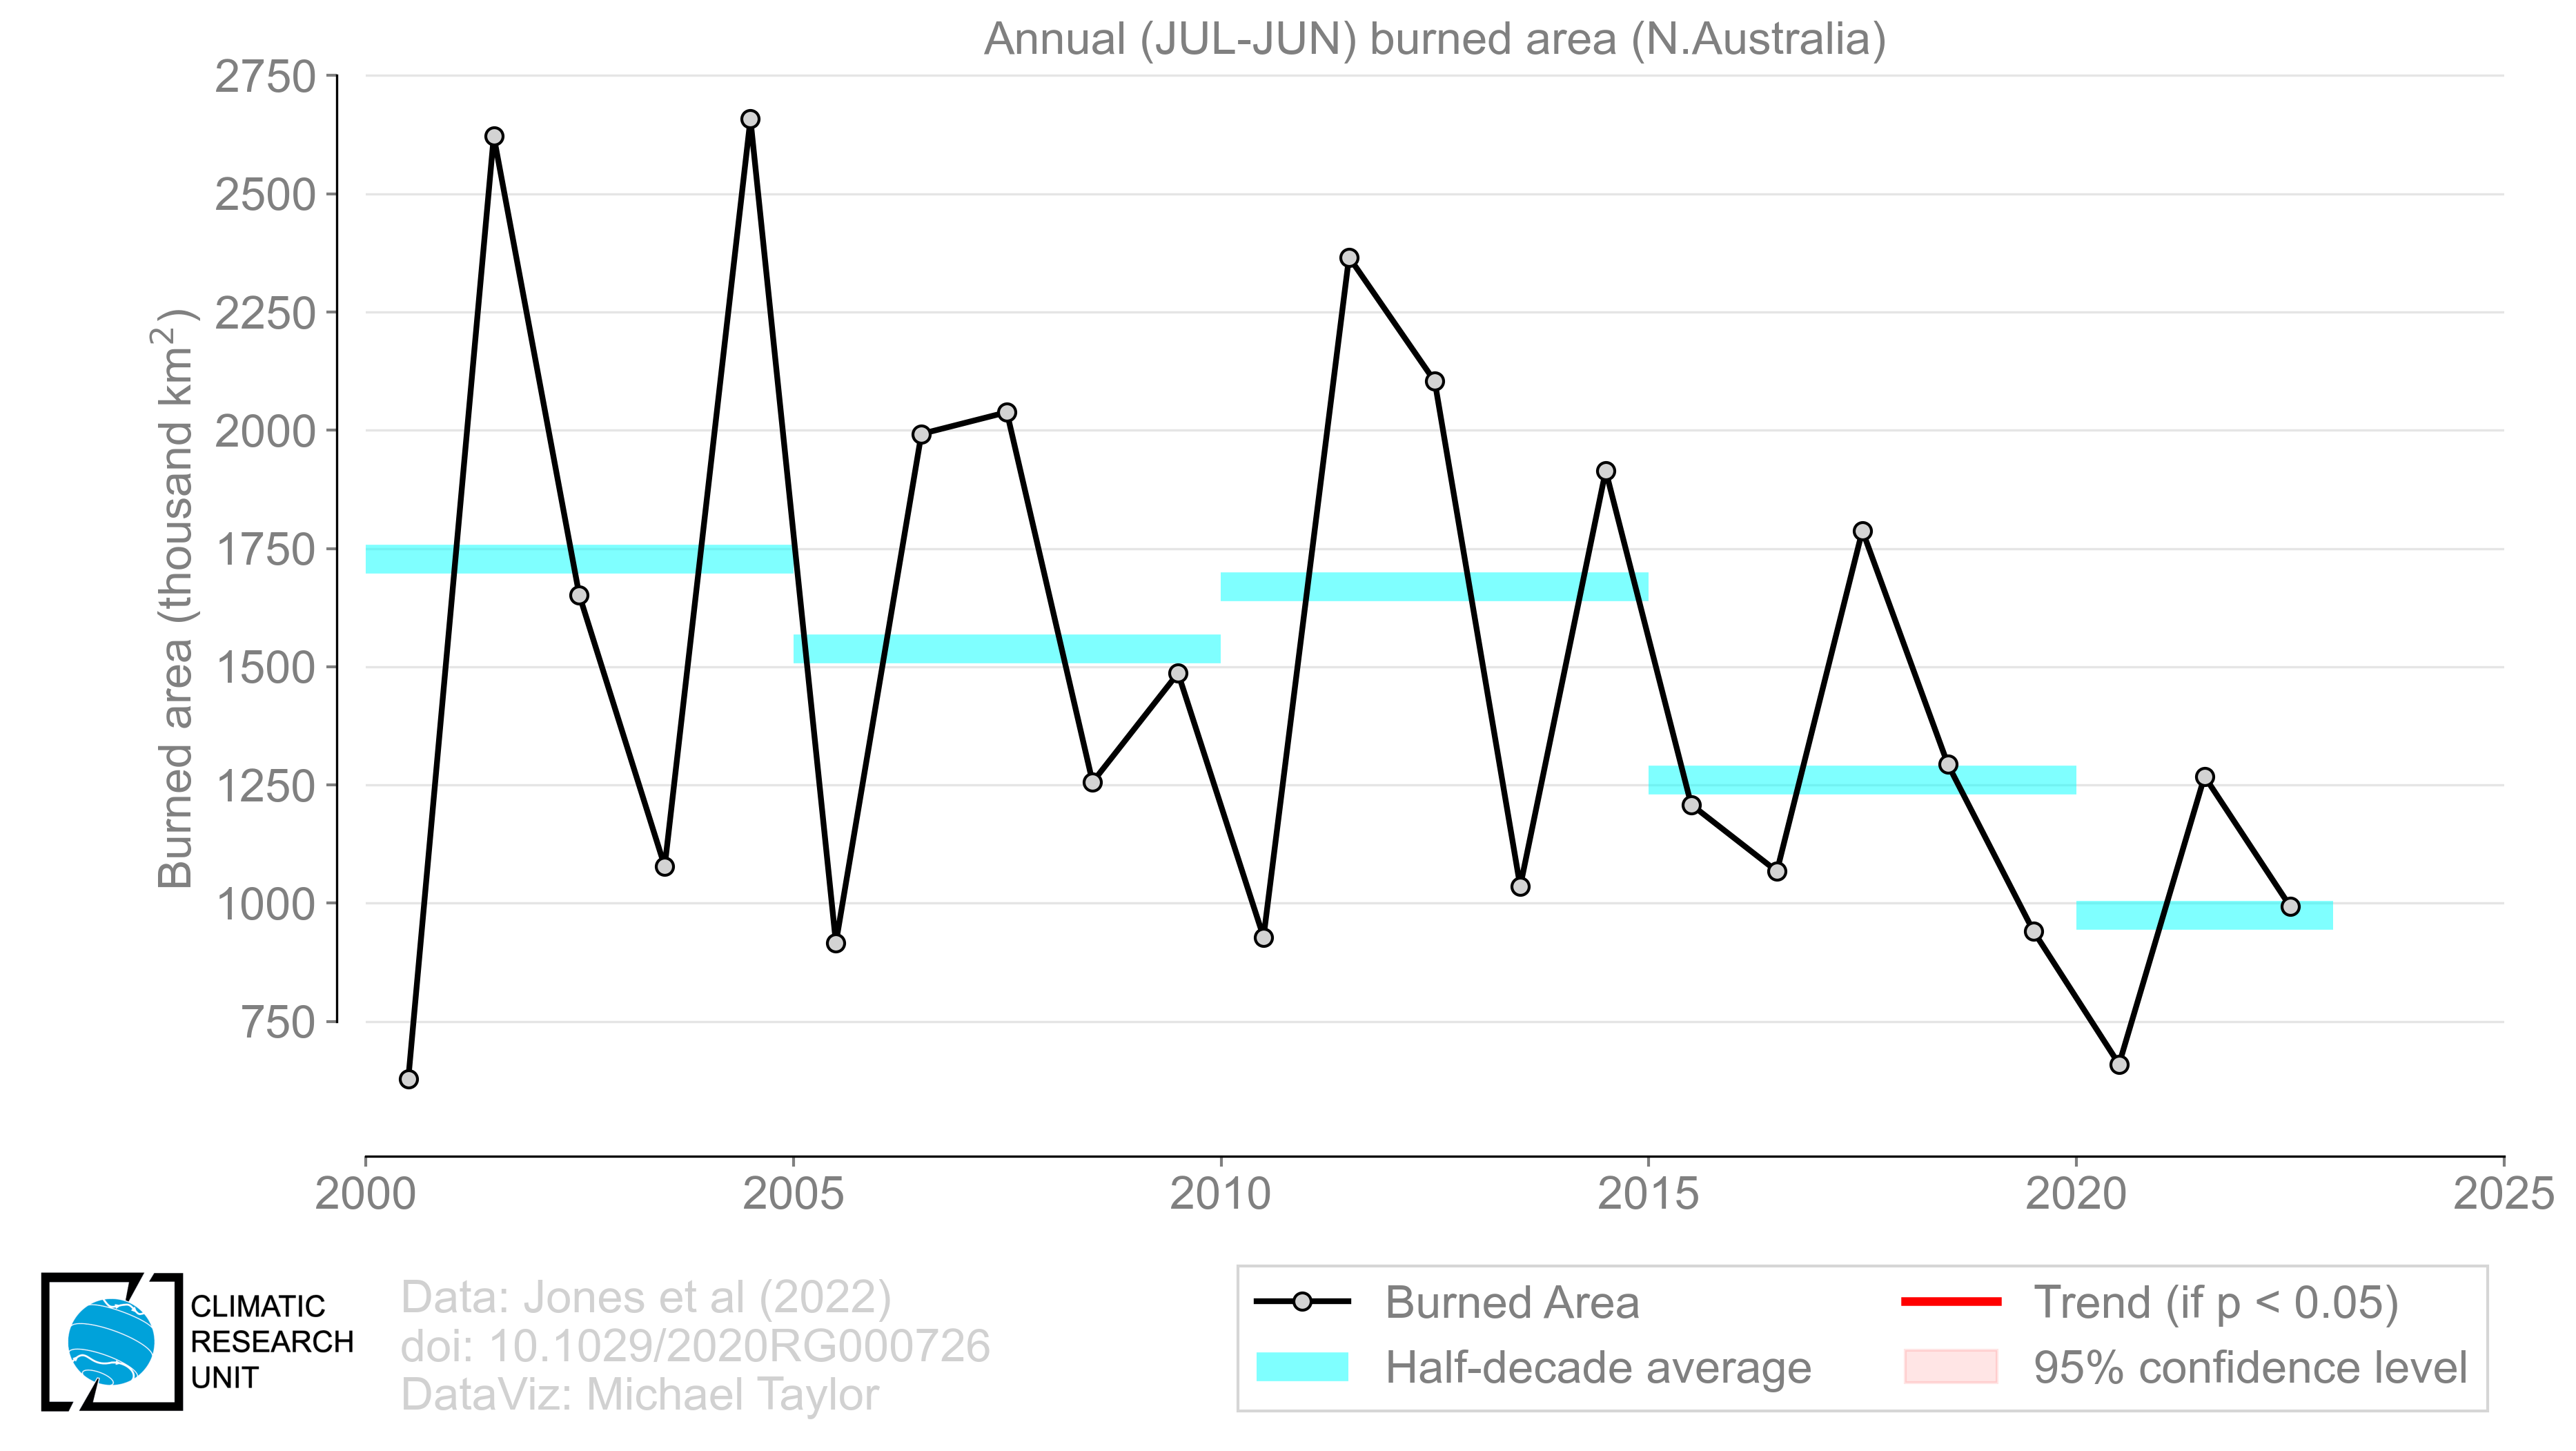 Annual (JUL-JUN) burned area (N.Australia)
Burned area (thousand km²)
2750
2500
2250
2000
1750
1500
1250
1000
750
2000 2005 2010 2015 2020 2025
CLIMATIC
RESEARCH
UNIT
Data: Jones et al (2022)
doi: 10.1029/2020RG000726
DataViz: Michael Taylor
Burned Area
Half-decade average
Trend (if p < 0.05)
95% confidence level